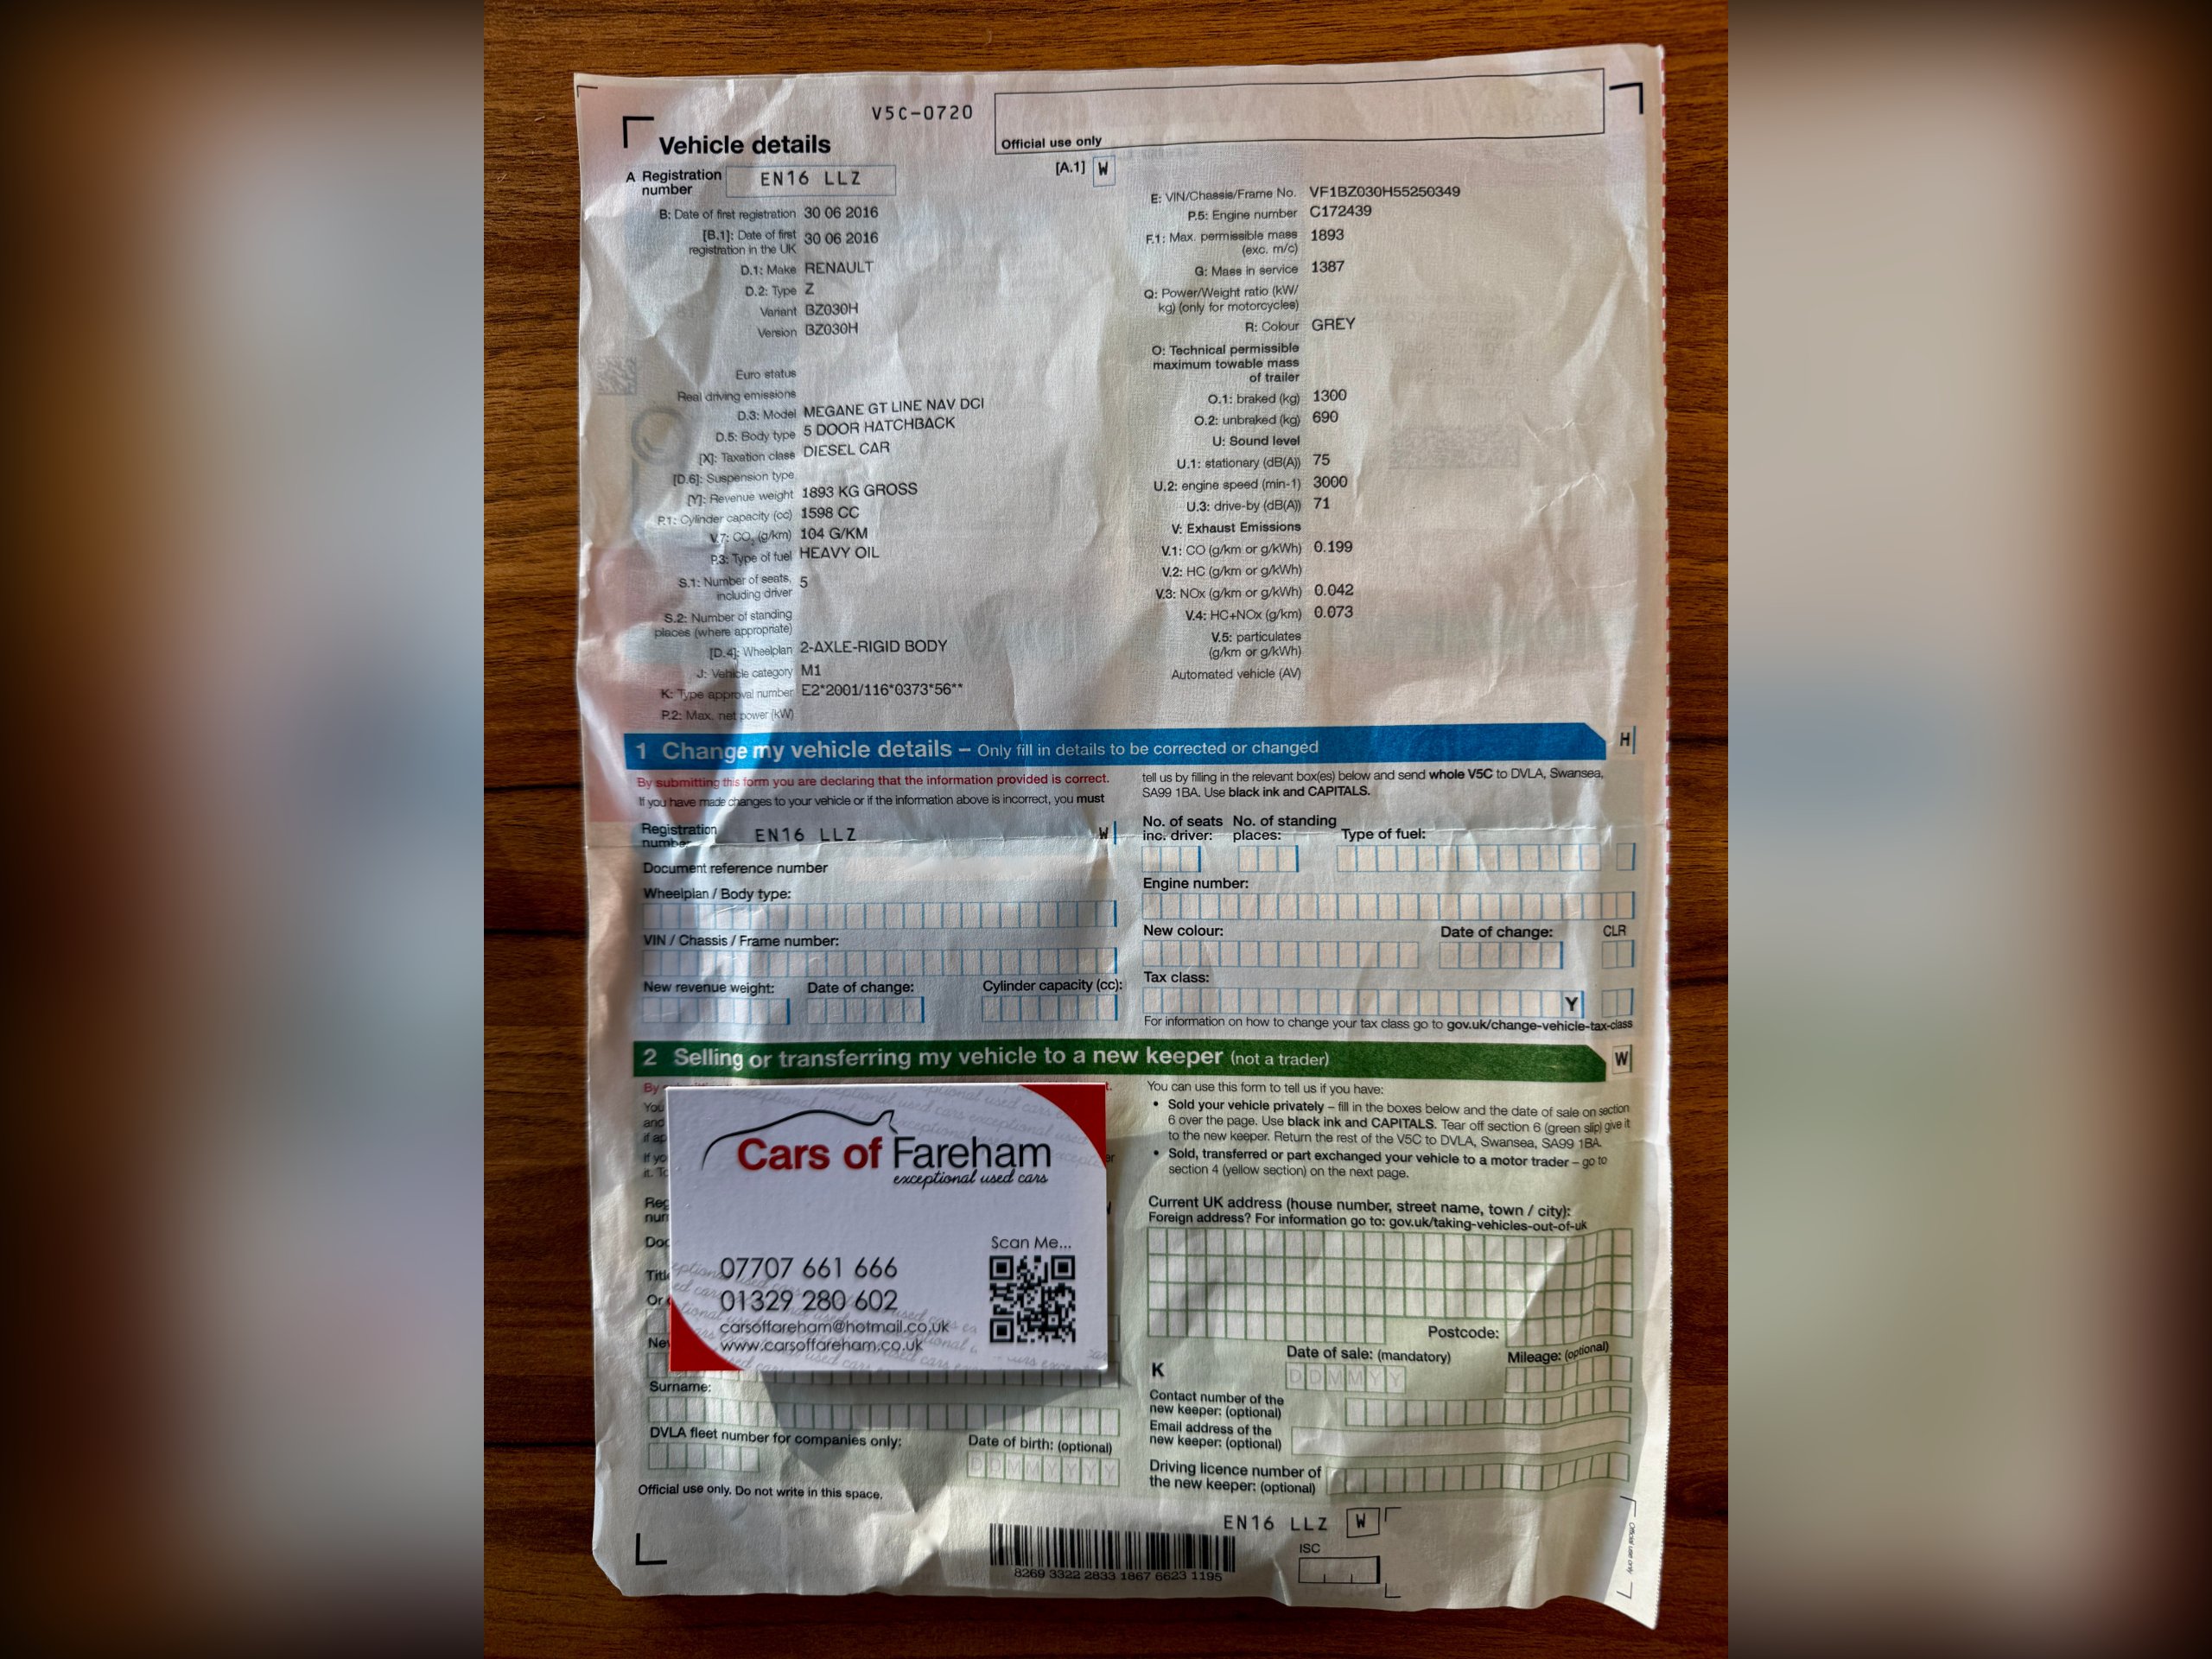 V5C-0720
Official use only
Vehicle details
A Registration number EN16 LLZ
[A.1] W
B: Date of first registration 30 06 2016
[B.1]: Date of first registration in the UK 30 06 2016
D.1: Make RENAULT
D.2: Type Z
Variant BZ030H
Version BZ030H
Euro status
Real driving emissions
D.3: Model MEGANE GT LINE NAV DCI
D.5: Body type 5 DOOR HATCHBACK
[X]: Taxation class DIESEL CAR
[D.6]: Suspension type
[Y]: Revenue weight 1893 KG GROSS
P.1: Cylinder capacity (cc) 1598 CC
V.7: CO2 (g/km) 104 G/KM
P.3: Type of fuel HEAVY OIL
S.1: Number of seats, including driver 5
S.2: Number of standing places (where appropriate)
[D.4]: Wheelplan 2-AXLE-RIGID BODY
J: Vehicle category M1
K: Type approval number E2*2001/116*0373*56**
P.2: Max. net power (kW)
E: VIN/Chassis/Frame No. VF1BZ030H55250349
P.5: Engine number C172439
F.1: Max. permissible mass (exc. m/c) 1893
G: Mass in service 1387
Q: Power/Weight ratio (kW/kg) (only for motorcycles)
R: Colour GREY
O: Technical permissible maximum towable mass of trailer
O.1: braked (kg) 1300
O.2: unbraked (kg) 690
U: Sound level
U.1: stationary (dB(A)) 75
U.2: engine speed (min-1) 3000
U.3: drive-by (dB(A)) 71
V: Exhaust Emissions
V.1: CO (g/km or g/kWh) 0.199
V.2: HC (g/km or g/kWh)
V.3: NOx (g/km or g/kWh) 0.042
V.4: HC+NOx (g/km) 0.073
V.5: particulates (g/km or g/kWh)
Automated vehicle (AV)
1 Change my vehicle details – Only fill in details to be corrected or changed
H
By submitting this form you are declaring that the information provided is correct.
If you have made changes to your vehicle or if the information above is incorrect, you must
tell us by filling in the relevant box(es) below and send whole V5C to DVLA, Swansea,
SA99 1BA. Use black ink and CAPITALS.
Registration number EN16 LLZ W
Document reference number
Wheelplan / Body type:
VIN / Chassis / Frame number:
New revenue weight: Date of change: Cylinder capacity (cc):
No. of seats inc. driver: No. of standing places: Type of fuel:
Engine number:
New colour: Date of change: CLR
Tax class:
Y
For information on how to change your tax class go to gov.uk/change-vehicle-tax-class
2 Selling or transferring my vehicle to a new keeper (not a trader)
W
By
You
and
if ap
If yo
it. To
Cars of Fareham
exceptional used cars
07707 661 666
01329 280 602
carsoffareham@hotmail.co.uk
www.carsoffareham.co.uk
Scan Me...
Surname:
DVLA fleet number for companies only:
Date of birth: (optional)
DDMMYYYY
Official use only. Do not write in this space.
You can use this form to tell us if you have:
• Sold your vehicle privately – fill in the boxes below and the date of sale on section
6 over the page. Use black ink and CAPITALS. Tear off section 6 (green slip) give it
to the new keeper. Return the rest of the V5C to DVLA, Swansea, SA99 1BA.
• Sold, transferred or part exchanged your vehicle to a motor trader – go to
section 4 (yellow section) on the next page.
Current UK address (house number, street name, town / city):
Foreign address? For information go to: gov.uk/taking-vehicles-out-of-uk
Postcode:
K
Date of sale: (mandatory)
DDMMYY
Mileage: (optional)
Contact number of the new keeper: (optional)
Email address of the new keeper: (optional)
Driving licence number of the new keeper: (optional)
EN16 LLZ W
ISC
8269 3322 2833 1867 6623 1195
Official use only